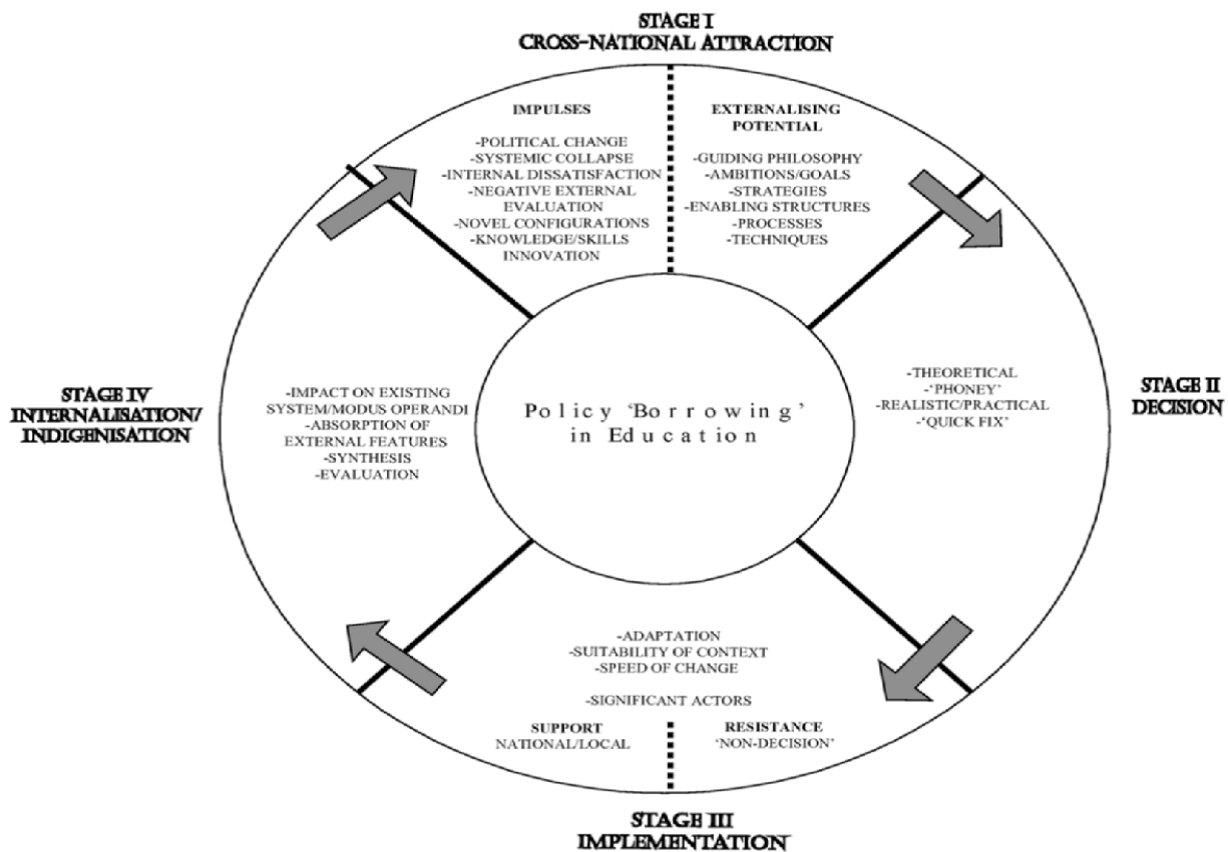 STAGE I
CROSS-NATIONAL ATTRACTION
IMPULSES
-POLITICAL CHANGE
-SYSTEMIC COLLAPSE
-INTERNAL DISSATISFACTION
-NEGATIVE EXTERNAL
EVALUATION
-NOVEL CONFIGURATIONS
-KNOWLEDGE/SKILLS
INNOVATION
EXTERNALISING
POTENTIAL
-GUIDING PHILOSOPHY
-AMBITIONS/GOALS
-STRATEGIES
-ENABLING STRUCTURES
-PROCESSES
-TECHNIQUES
STAGE II
DECISION
-THEORETICAL
-'PHONEY'
-REALISTIC/PRACTICAL
-'QUICK FIX'
Policy 'Borrowing'
in Education
STAGE IV
INTERNALISATION/
INDIGENISATION
-IMPACT ON EXISTING
SYSTEM/MODUS OPERANDI
-ABSORPTION OF
EXTERNAL FEATURES
-SYNTHESIS
-EVALUATION
-ADAPTATION
-SUITABILITY OF CONTEXT
-SPEED OF CHANGE
-SIGNIFICANT ACTORS
SUPPORT
NATIONAL/LOCAL
RESISTANCE
'NON-DECISION'
STAGE III
IMPLEMENTATION